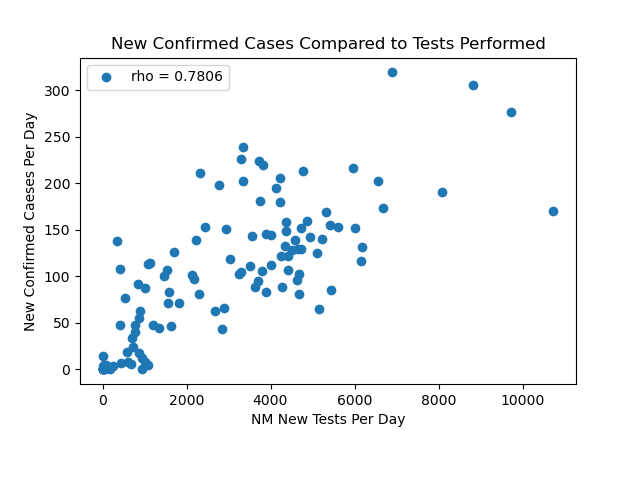 New Confirmed Cases Compared to Tests Performed
rho = 0.7806
300
250
200
150
100
50
0
New Confirmed Caeses Per Day
0 2000 4000 6000 8000 10000
NM New Tests Per Day